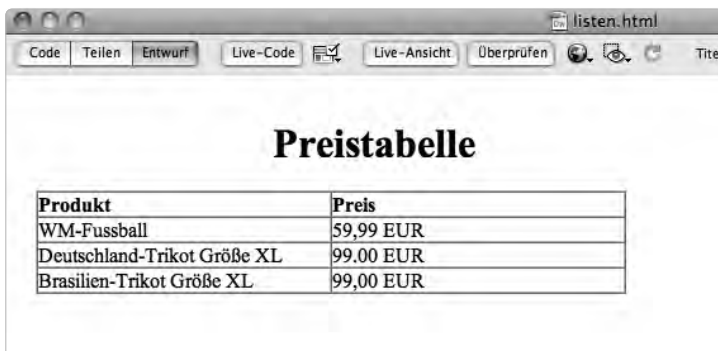 listen.html
Code Teilen Entwurf Live-Code Live-Ansicht Überprüfen Tite
Preistabelle
Produkt Preis
WM-Fussball 59,99 EUR
Deutschland-Trikot Größe XL 99.00 EUR
Brasilien-Trikot Größe XL 99,00 EUR